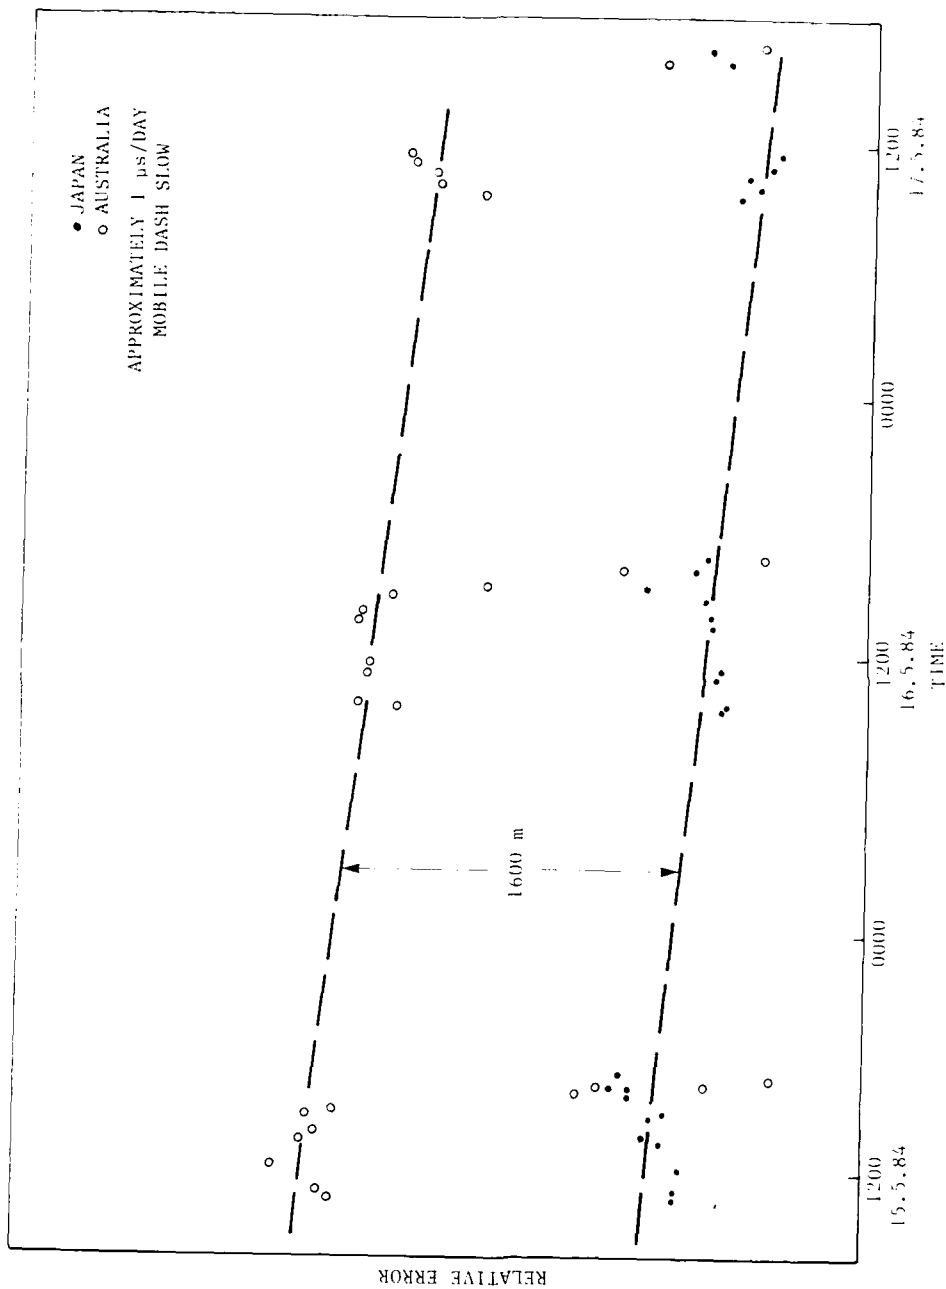 • JAPAN
o AUSTRALIA
APPROXIMATELY 1 µs/DAY
MOBILE DASH SLOW
1600 m
RELATIVE ERROR
1200
15.5.84
0000
1200
16.5.84
0000
1200
17.5.84
TIME